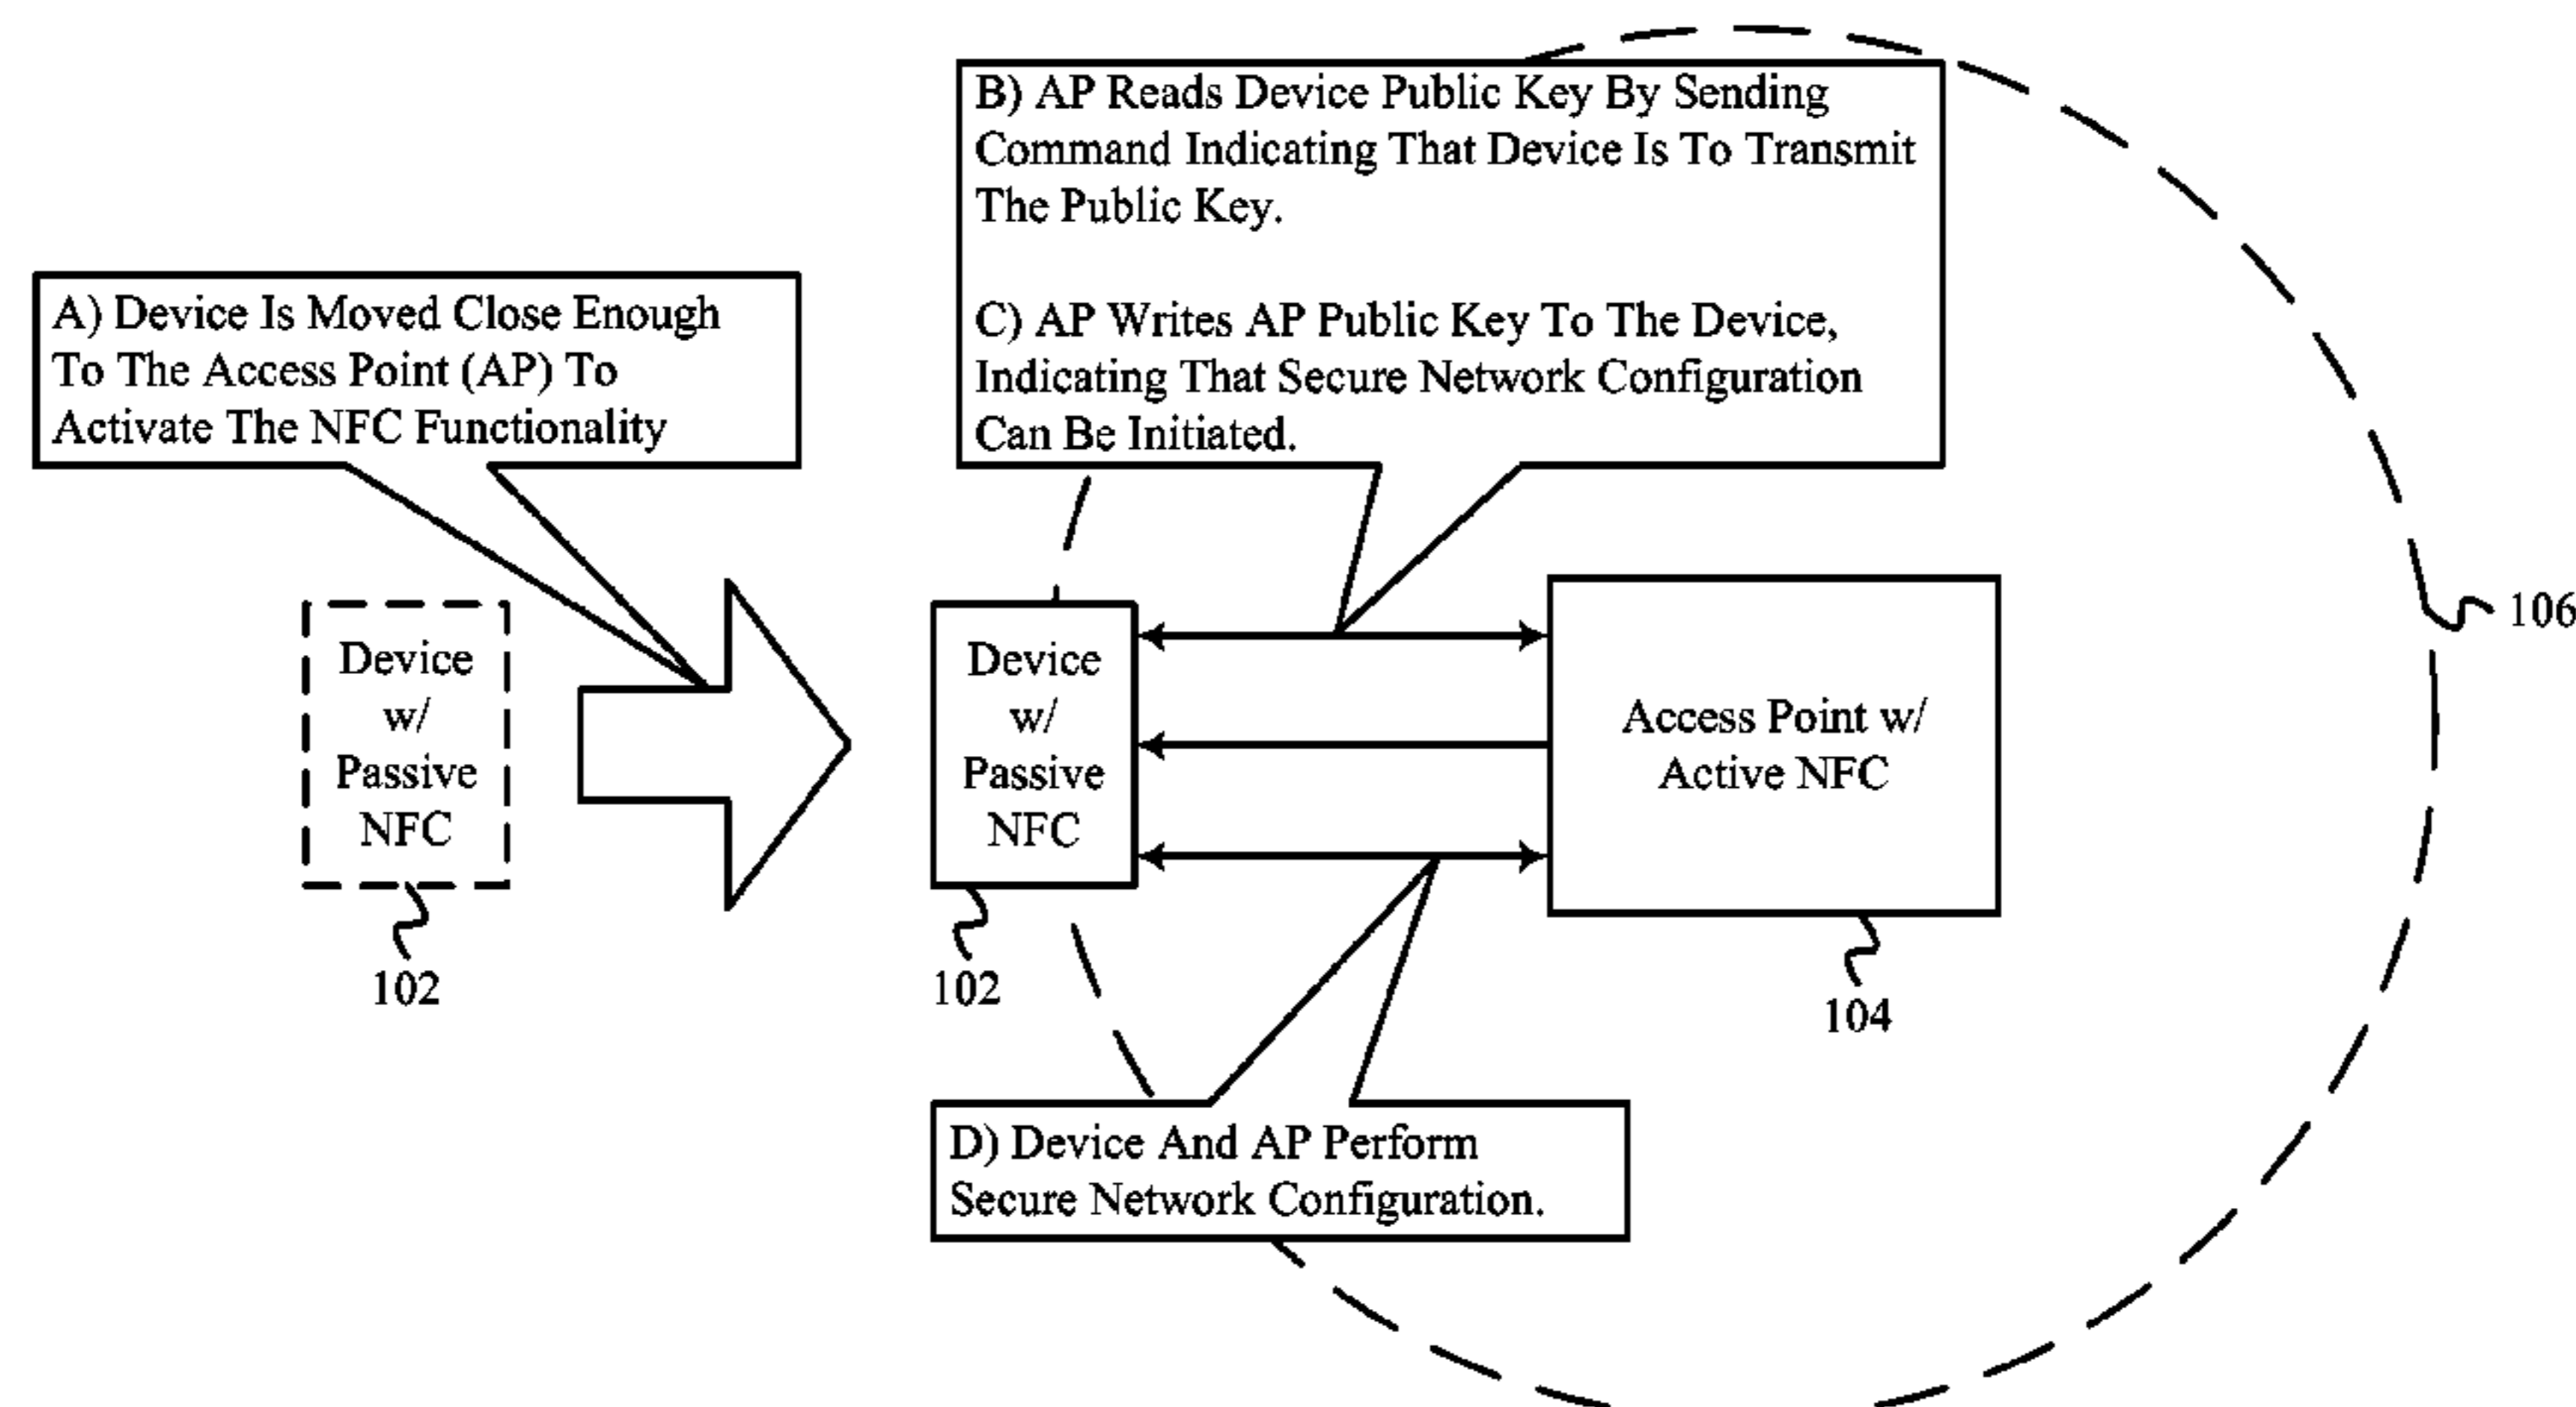 B) AP Reads Device Public Key By Sending
Command Indicating That Device Is To Transmit
The Public Key.
C) AP Writes AP Public Key To The Device,
Indicating That Secure Network Configuration
Can Be Initiated.
A) Device Is Moved Close Enough
To The Access Point (AP) To
Activate The NFC Functionality
Device
w/
Passive
NFC
102
Device
w/
Passive
NFC
102
Access Point w/
Active NFC
104
106
D) Device And AP Perform
Secure Network Configuration.